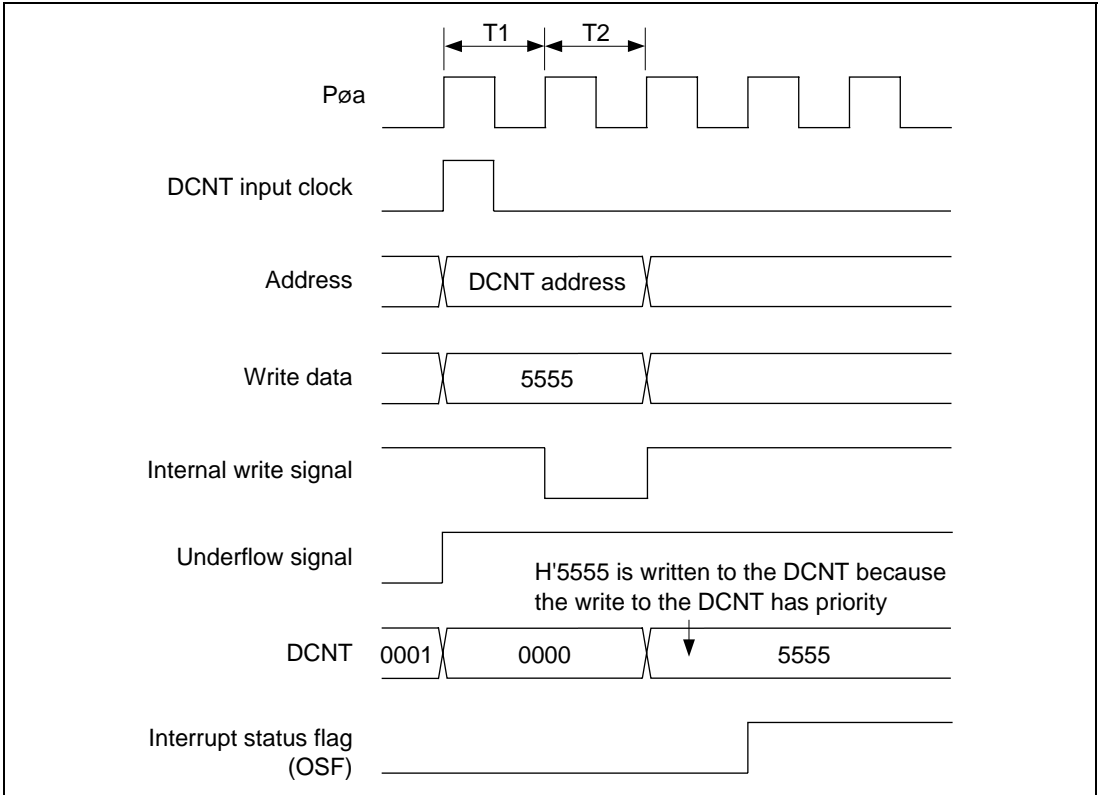 T1 T2
Pøa
DCNT input clock
Address DCNT address
Write data 5555
Internal write signal
Underflow signal
H'5555 is written to the DCNT because
the write to the DCNT has priority
DCNT 0001 0000 5555
Interrupt status flag
(OSF)